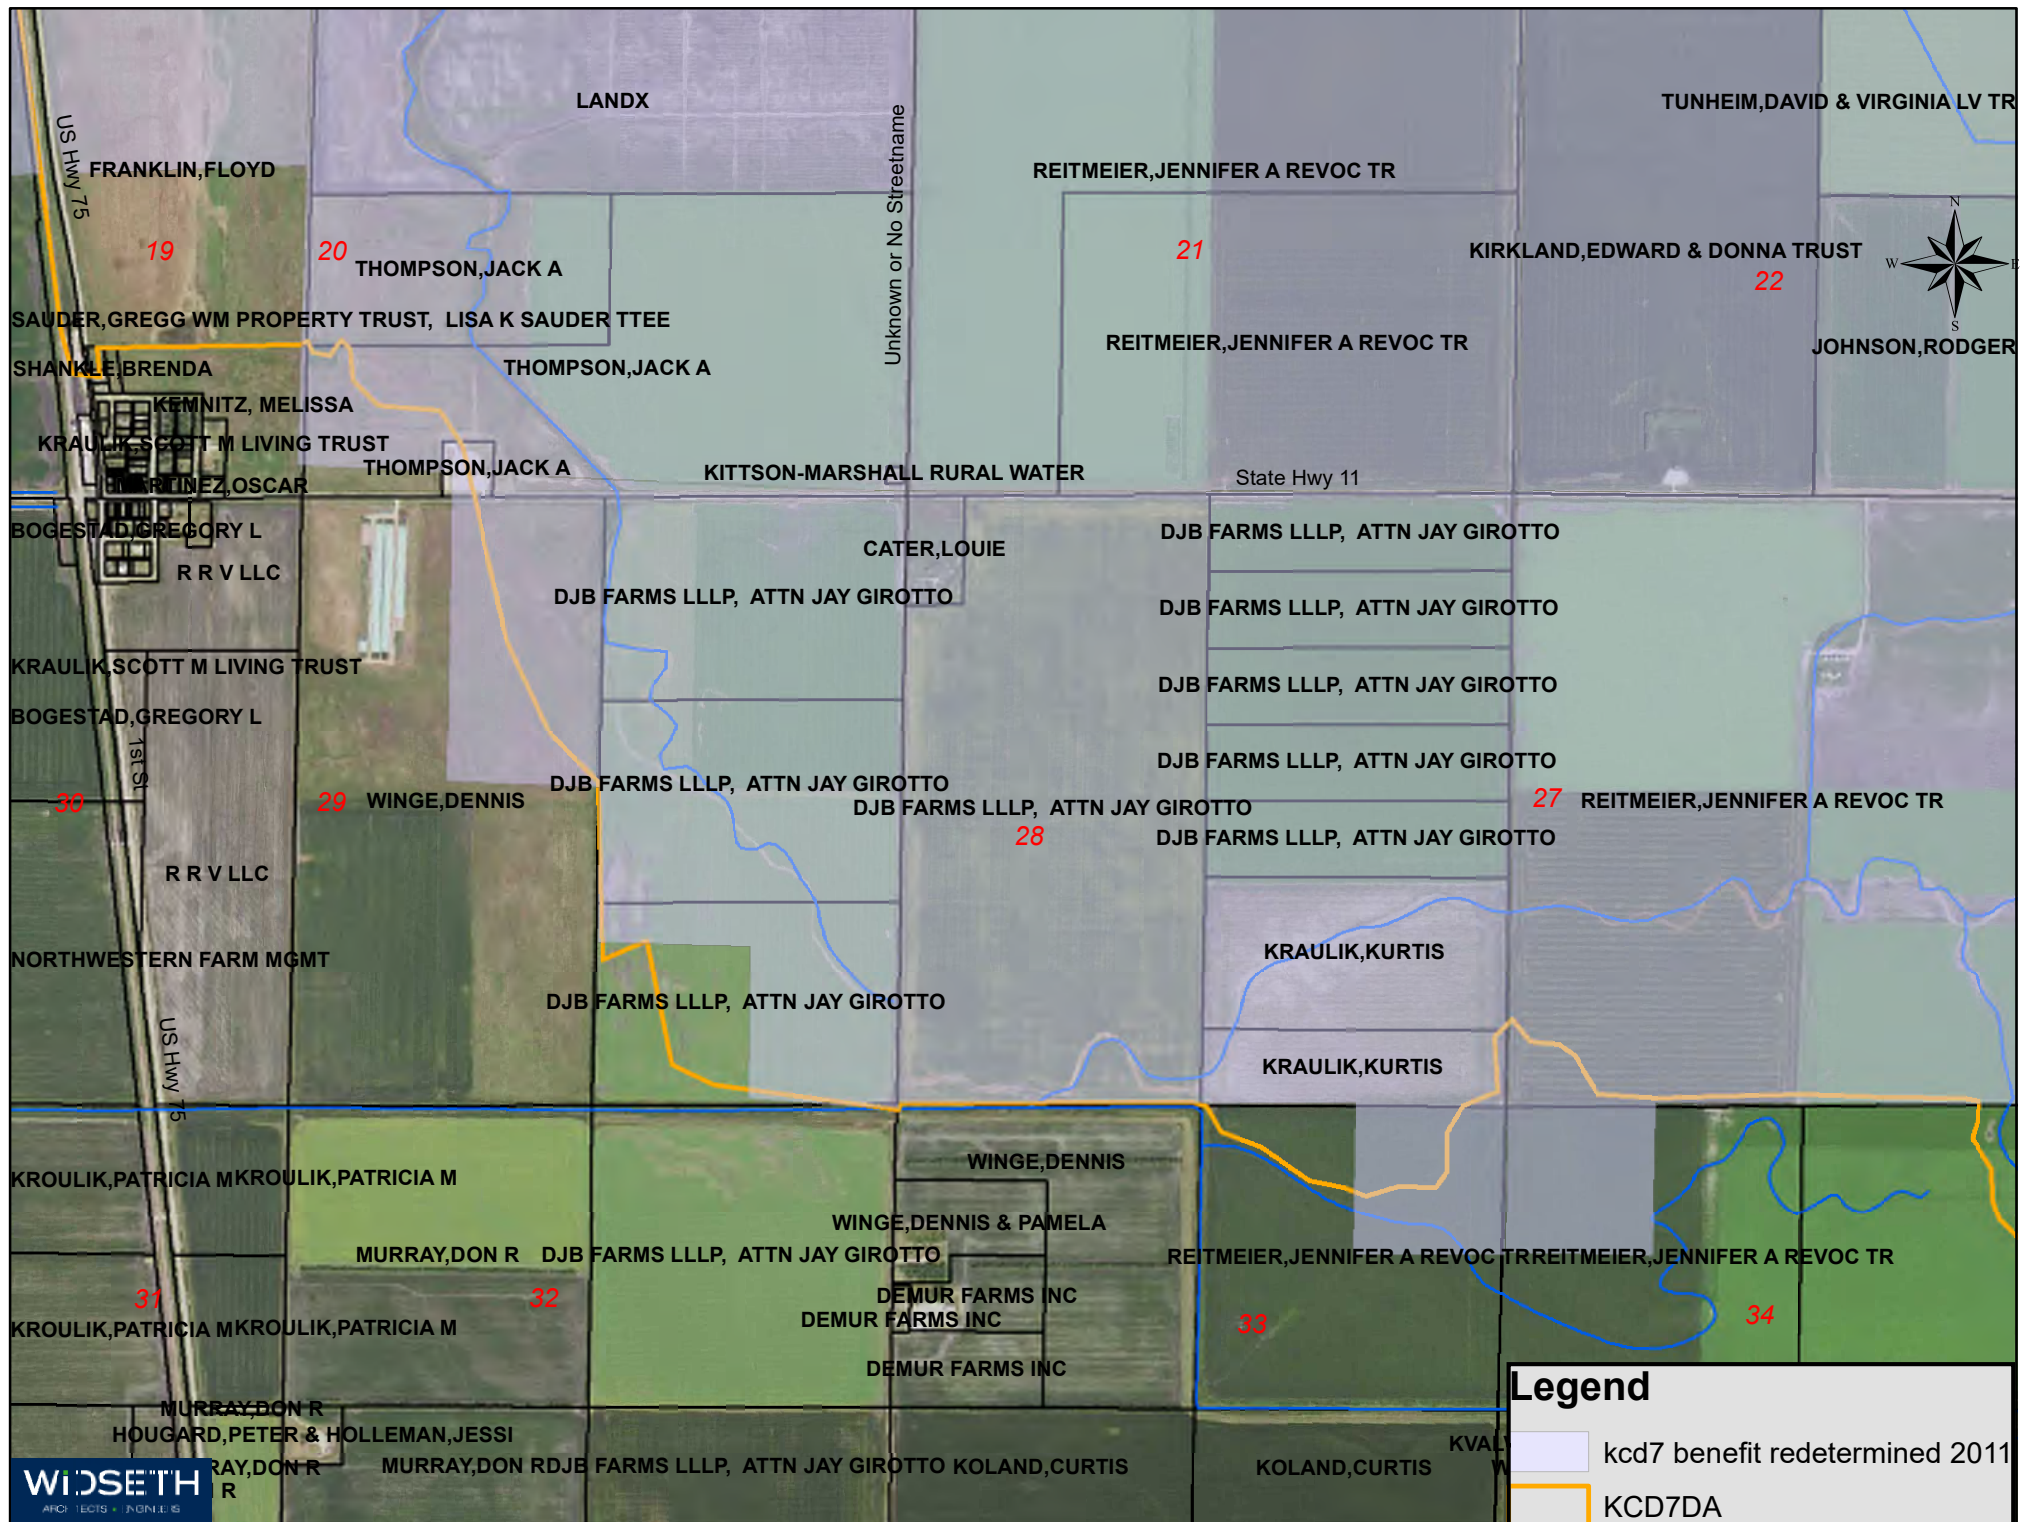 LANDX
TUNHEIM,DAVID & VIRGINIA LV TR
US Hwy 75
FRANKLIN,FLOYD
Unknown or No Streetname
REITMEIER,JENNIFER A REVOC TR
N
W
E
S
19
20
THOMPSON,JACK A
21
KIRKLAND,EDWARD & DONNA TRUST
22
SAUDER,GREGG WM PROPERTY TRUST, LISA K SAUDER TTEE
REITMEIER,JENNIFER A REVOC TR
JOHNSON,RODGER
SHANKLE,BRENDA
THOMPSON,JACK A
KEMNITZ, MELISSA
KRAULIK,SCOTT M LIVING TRUST
THOMPSON,JACK A
KITTSON-MARSHALL RURAL WATER
State Hwy 11
MARTINEZ,OSCAR
BOGESTAD,GREGORY L
CATER,LOUIE
DJB FARMS LLLP, ATTN JAY GIROTTO
R R V LLC
DJB FARMS LLLP, ATTN JAY GIROTTO
DJB FARMS LLLP, ATTN JAY GIROTTO
KRAULIK,SCOTT M LIVING TRUST
DJB FARMS LLLP, ATTN JAY GIROTTO
BOGESTAD,GREGORY L
1st St
DJB FARMS LLLP, ATTN JAY GIROTTO
DJB FARMS LLLP, ATTN JAY GIROTTO
30
29
WINGE,DENNIS
DJB FARMS LLLP, ATTN JAY GIROTTO
27
REITMEIER,JENNIFER A REVOC TR
28
DJB FARMS LLLP, ATTN JAY GIROTTO
R R V LLC
NORTHWESTERN FARM MGMT
KRAULIK,KURTIS
DJB FARMS LLLP, ATTN JAY GIROTTO
US Hwy 75
KRAULIK,KURTIS
WINGE,DENNIS
KROULIK,PATRICIA M
KROULIK,PATRICIA M
WINGE,DENNIS & PAMELA
MURRAY,DON R
DJB FARMS LLLP, ATTN JAY GIROTTO
REITMEIER,JENNIFER A REVOC TR
REITMEIER,JENNIFER A REVOC TR
31
32
DEMUR FARMS INC
DEMUR FARMS INC
33
34
KROULIK,PATRICIA M
KROULIK,PATRICIA M
DEMUR FARMS INC
Legend
MURRAY,DON R
HOUGARD,PETER & HOLLEMAN,JESSI
kcd7 benefit redetermined 2011
RAY,DON R
MURRAY,DON R
DJB FARMS LLLP, ATTN JAY GIROTTO
KOLAND,CURTIS
KOLAND,CURTIS
R
WIDSETH
ARCHITECTS • ENGINEERS
KCD7DA